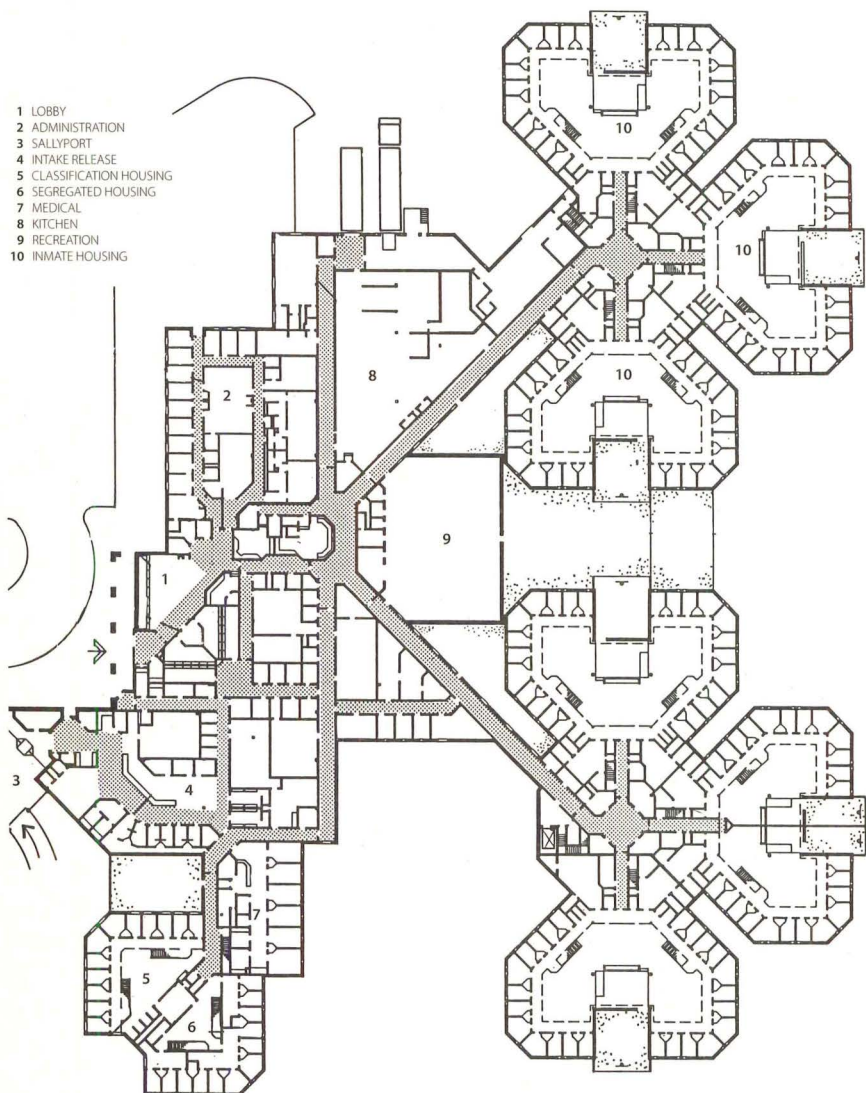 1 LOBBY
2 ADMINISTRATION
3 SALLYPORT
4 INTAKE RELEASE
5 CLASSIFICATION HOUSING
6 SEGREGATED HOUSING
7 MEDICAL
8 KITCHEN
9 RECREATION
10 INMATE HOUSING
10
10
2
8
10
9
1
3
4
7
5
6